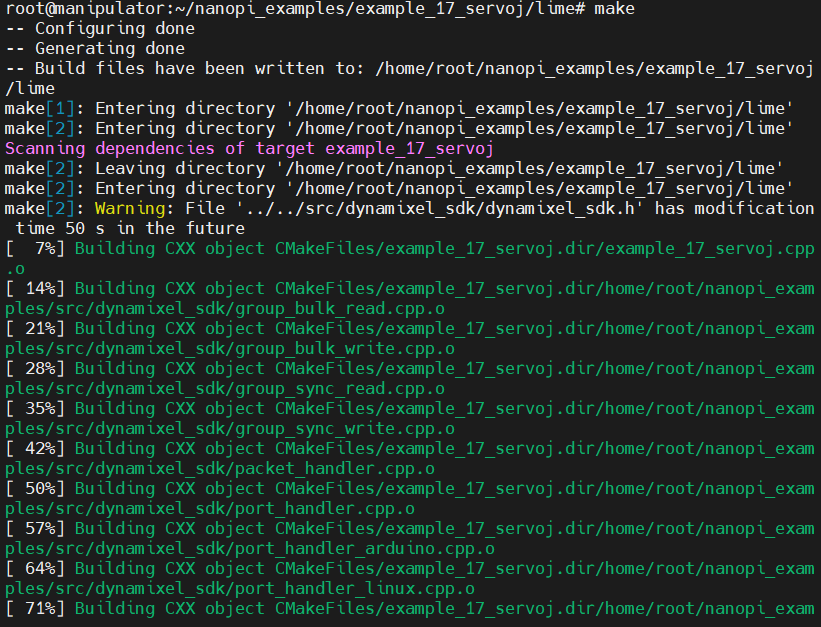 root@manipulator:~/nanopi_examples/example_17_servoj/lime# make
-- Configuring done
-- Generating done
-- Build files have been written to: /home/root/nanopi_examples/example_17_servoj
/lime
make[1]: Entering directory '/home/root/nanopi_examples/example_17_servoj/lime'
make[2]: Entering directory '/home/root/nanopi_examples/example_17_servoj/lime'
Scanning dependencies of target example_17_servoj
make[2]: Leaving directory '/home/root/nanopi_examples/example_17_servoj/lime'
make[2]: Entering directory '/home/root/nanopi_examples/example_17_servoj/lime'
make[2]: Warning: File '../../src/dynamixel_sdk/dynamixel_sdk.h' has modification
 time 50 s in the future
[  7%] Building CXX object CMakeFiles/example_17_servoj.dir/example_17_servoj.cpp
.o
[ 14%] Building CXX object CMakeFiles/example_17_servoj.dir/home/root/nanopi_exam
ples/src/dynamixel_sdk/group_bulk_read.cpp.o
[ 21%] Building CXX object CMakeFiles/example_17_servoj.dir/home/root/nanopi_exam
ples/src/dynamixel_sdk/group_bulk_write.cpp.o
[ 28%] Building CXX object CMakeFiles/example_17_servoj.dir/home/root/nanopi_exam
ples/src/dynamixel_sdk/group_sync_read.cpp.o
[ 35%] Building CXX object CMakeFiles/example_17_servoj.dir/home/root/nanopi_exam
ples/src/dynamixel_sdk/group_sync_write.cpp.o
[ 42%] Building CXX object CMakeFiles/example_17_servoj.dir/home/root/nanopi_exam
ples/src/dynamixel_sdk/packet_handler.cpp.o
[ 50%] Building CXX object CMakeFiles/example_17_servoj.dir/home/root/nanopi_exam
ples/src/dynamixel_sdk/port_handler.cpp.o
[ 57%] Building CXX object CMakeFiles/example_17_servoj.dir/home/root/nanopi_exam
ples/src/dynamixel_sdk/port_handler_arduino.cpp.o
[ 64%] Building CXX object CMakeFiles/example_17_servoj.dir/home/root/nanopi_exam
ples/src/dynamixel_sdk/port_handler_linux.cpp.o
[ 71%] Building CXX object CMakeFiles/example_17_servoj.dir/home/root/nanopi_exam